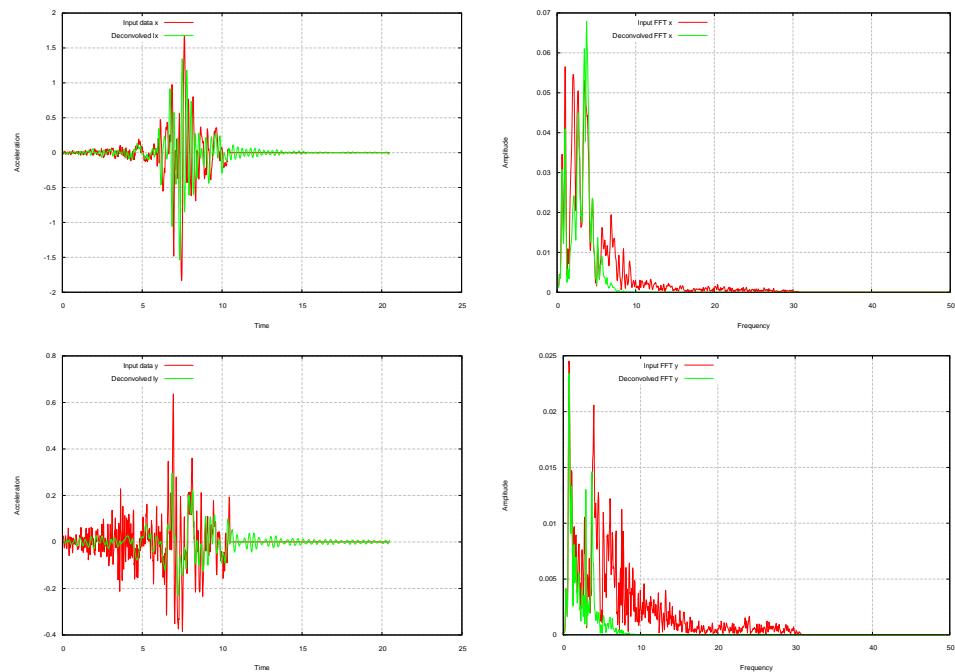 Input data x
Deconvolved Ix
2
1.5
1
0.5
0
-0.5
-1
-1.5
-2
Acceleration
0 5 10 15 20 25
Time
Input FFT x
Deconvolved FFT x
0.07
0.06
0.05
0.04
0.03
0.02
0.01
0
Amplitude
0 10 20 30 40 50
Frequency
Input data y
Deconvolved Iy
0.8
0.6
0.4
0.2
0
-0.2
-0.4
Acceleration
0 5 10 15 20 25
Time
Input FFT y
Deconvolved FFT y
0.025
0.02
0.015
0.01
0.005
0
Amplitude
0 10 20 30 40 50
Frequency